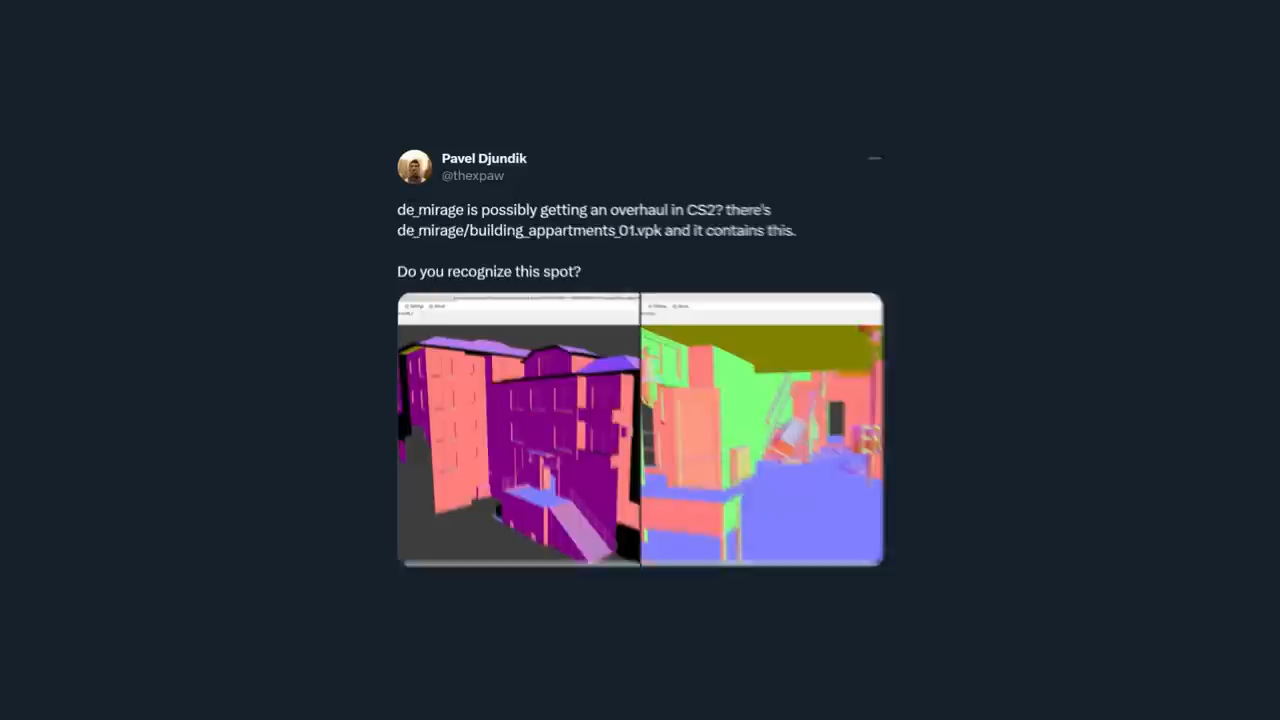 Pavel Djundik
@thexpaw
de_mirage is possibly getting an overhaul in CS2? there's
de_mirage/building_appartments_01.vpk and it contains this.
Do you recognize this spot?